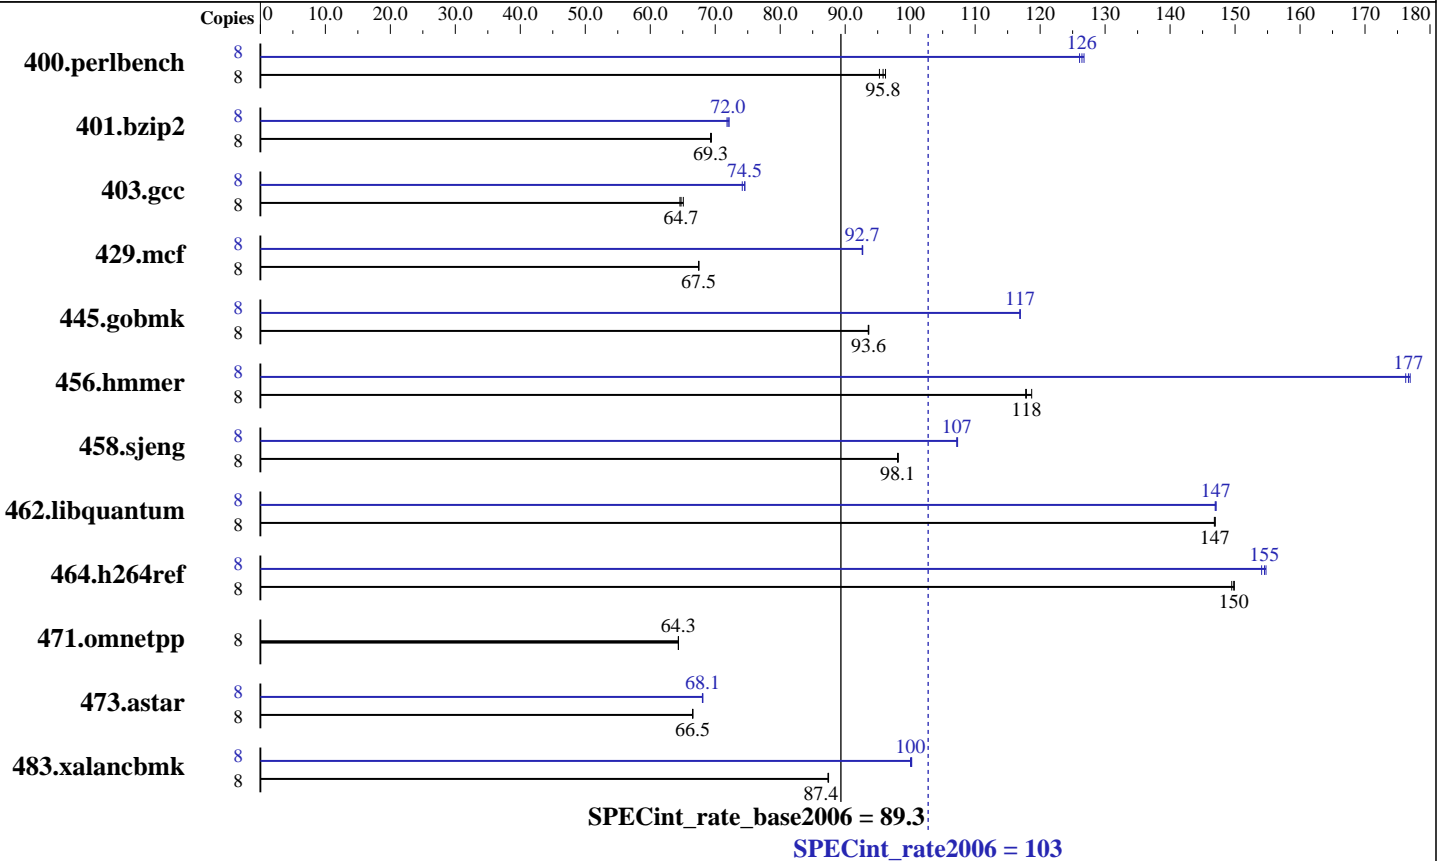 Copies 0 10.0 20.0 30.0 40.0 50.0 60.0 70.0 80.0 90.0 100 110 120 130 140 150 160 170 180
400.perlbench 8 126
8 95.8
401.bzip2 8 72.0
8 69.3
403.gcc 8 74.5
8 64.7
429.mcf 8 92.7
8 67.5
445.gobmk 8 117
8 93.6
456.hmmer 8 177
8 118
458.sjeng 8 107
8 98.1
462.libquantum 8 147
8 147
464.h264ref 8 155
8 150
471.omnetpp 8 64.3
473.astar 8 68.1
8 66.5
483.xalancbmk 8 100
8 87.4
SPECint_rate_base2006 = 89.3
SPECint_rate2006 = 103